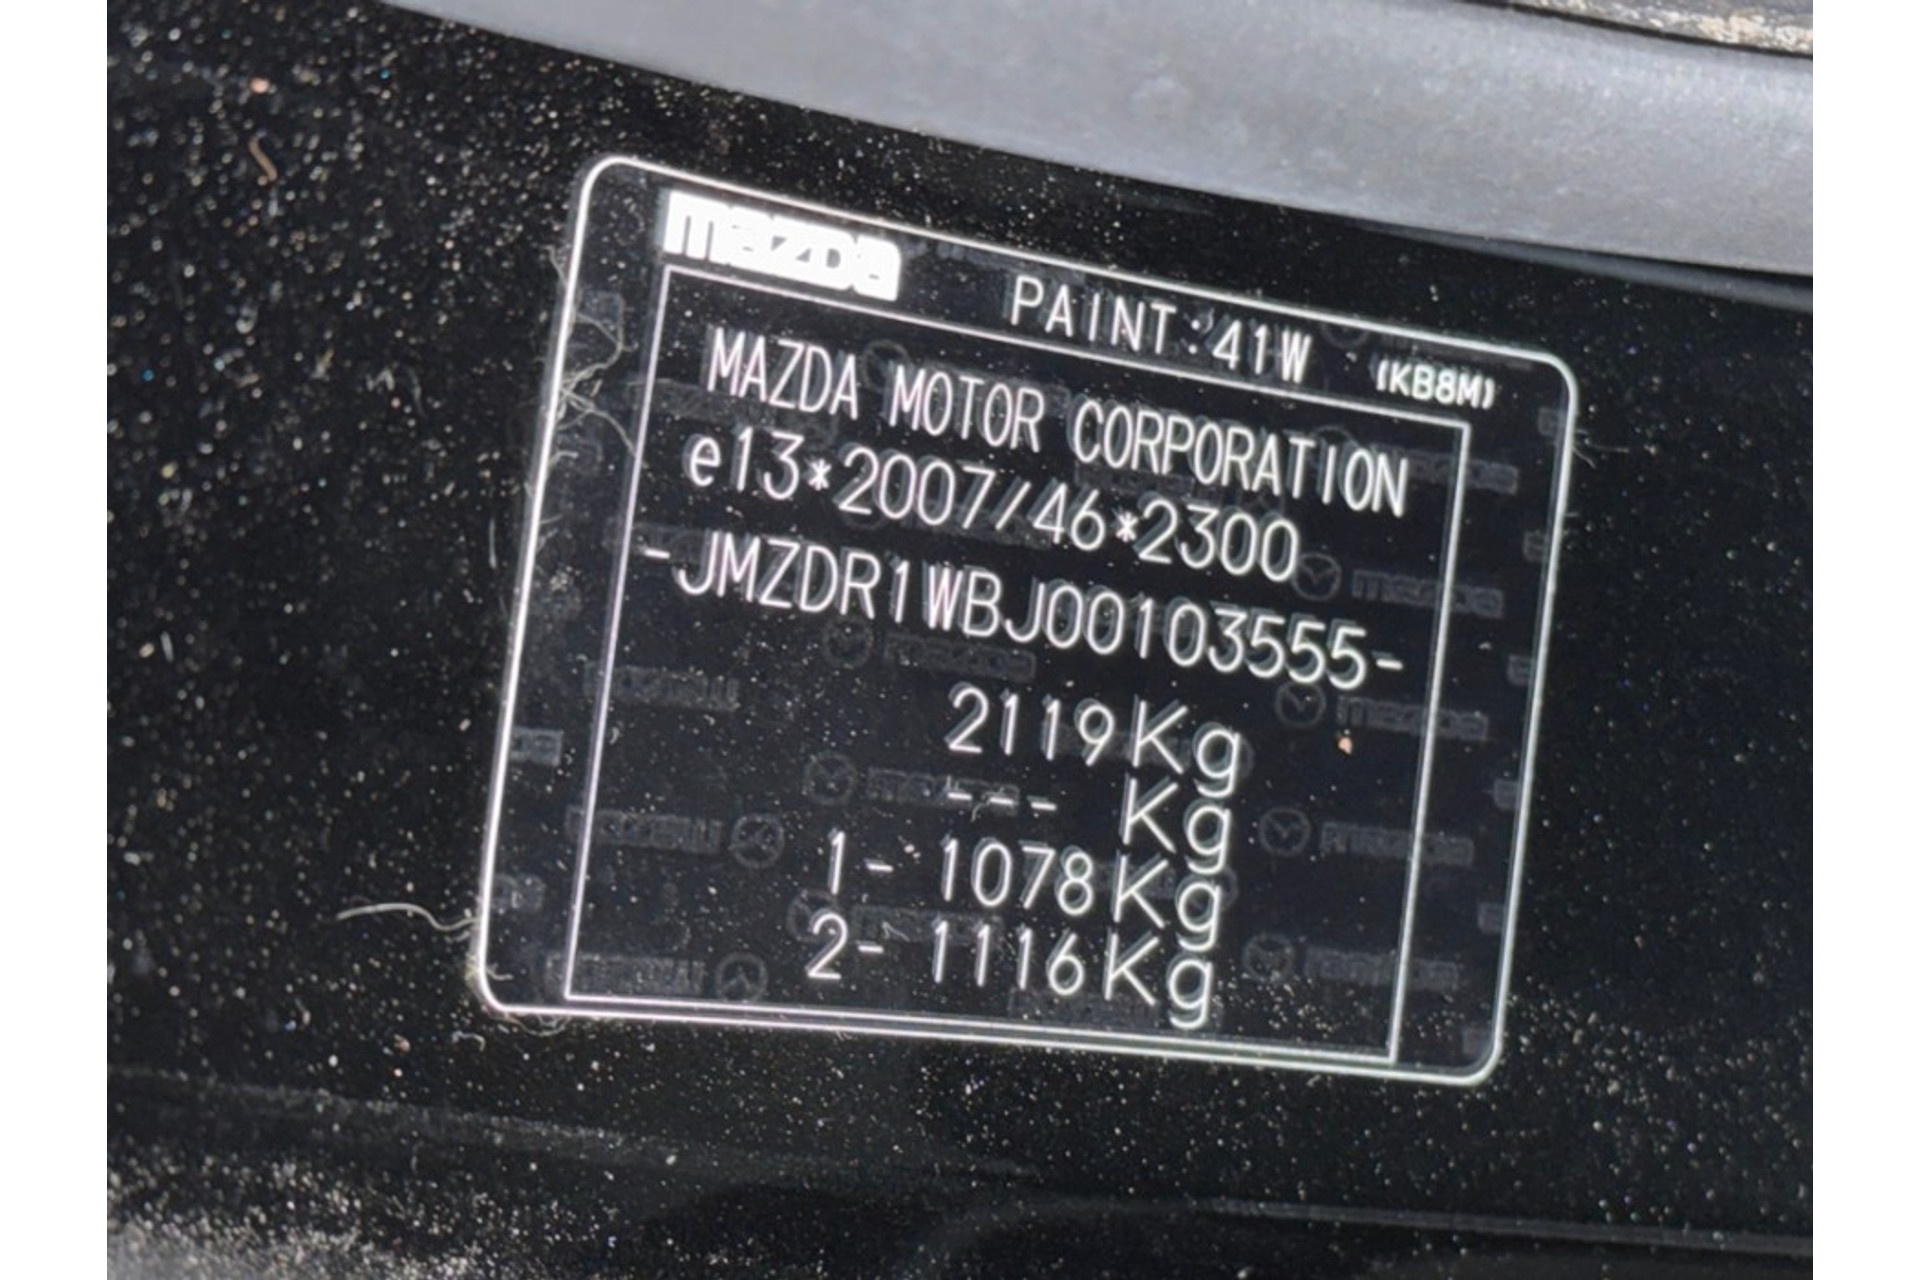 mazda
PAINT:41W (KB8M)
MAZDA MOTOR CORPORATION
e13*2007/46*2300
-JMZDR1WBJ00103555-
2119Kg
--- Kg
1- 1078Kg
2- 1116Kg